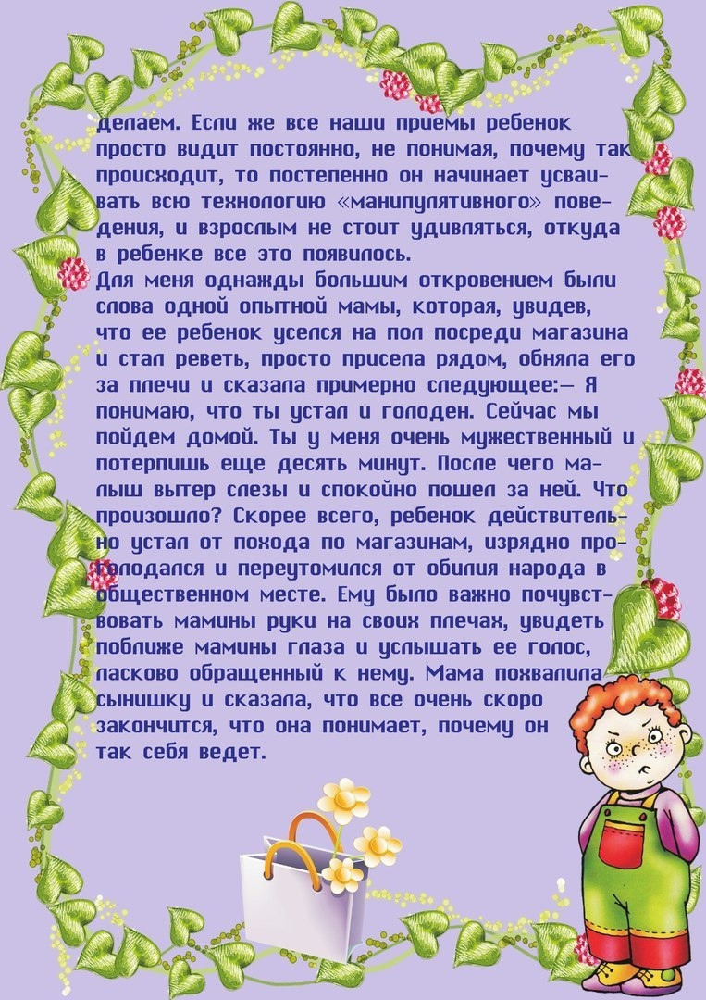 делаем. Если же все наши приемы ребенок
просто видит постоянно, не понимая, почему так
происходит, то постепенно он начинает усваи-
вать всю технологию «манипулятивного» пове-
дения, и взрослым не стоит удивляться, откуда
в ребенке все это появилось.
Для меня однажды большим откровением были
слова одной опытной мамы, которая, увидев,
что ее ребенок уселся на пол посреди магазина
и стал реветь, просто присела рядом, обняла его
за плечи и сказала примерно следующее:– Я
понимаю, что ты устал и голоден. Сейчас мы
пойдем домой. Ты у меня очень мужественный и
потерпишь еще десять минут. После чего ма-
лыш вытер слезы и спокойно пошел за ней. Что
произошло? Скорее всего, ребенок действитель-
но устал от похода по магазинам, изрядно про-
голодался и переутомился от обилия народа в
общественном месте. Ему было важно почувст-
вовать мамины руки на своих плечах, увидеть
поближе мамины глаза и услышать ее голос,
ласково обращенный к нему. Мама похвалила
сынишку и сказала, что все очень скоро
закончится, что она понимает, почему он
так себя ведет.